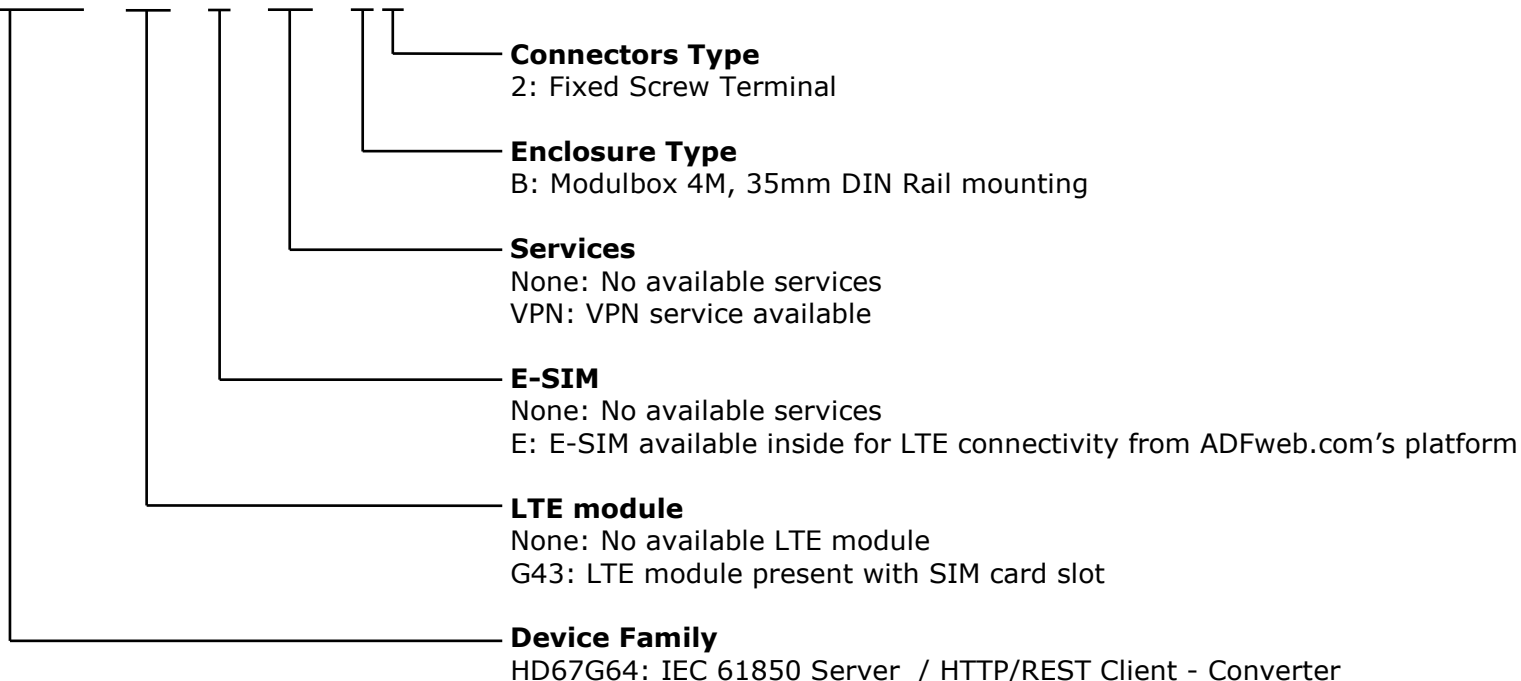 Connectors Type
2: Fixed Screw Terminal
Enclosure Type
B: Modulbox 4M, 35mm DIN Rail mounting
Services
None: No available services
VPN: VPN service available
E-SIM
None: No available services
E: E-SIM available inside for LTE connectivity from ADFweb.com’s platform
LTE module
None: No available LTE module
G43: LTE module present with SIM card slot
Device Family
HD67G64: IEC 61850 Server / HTTP/REST Client - Converter